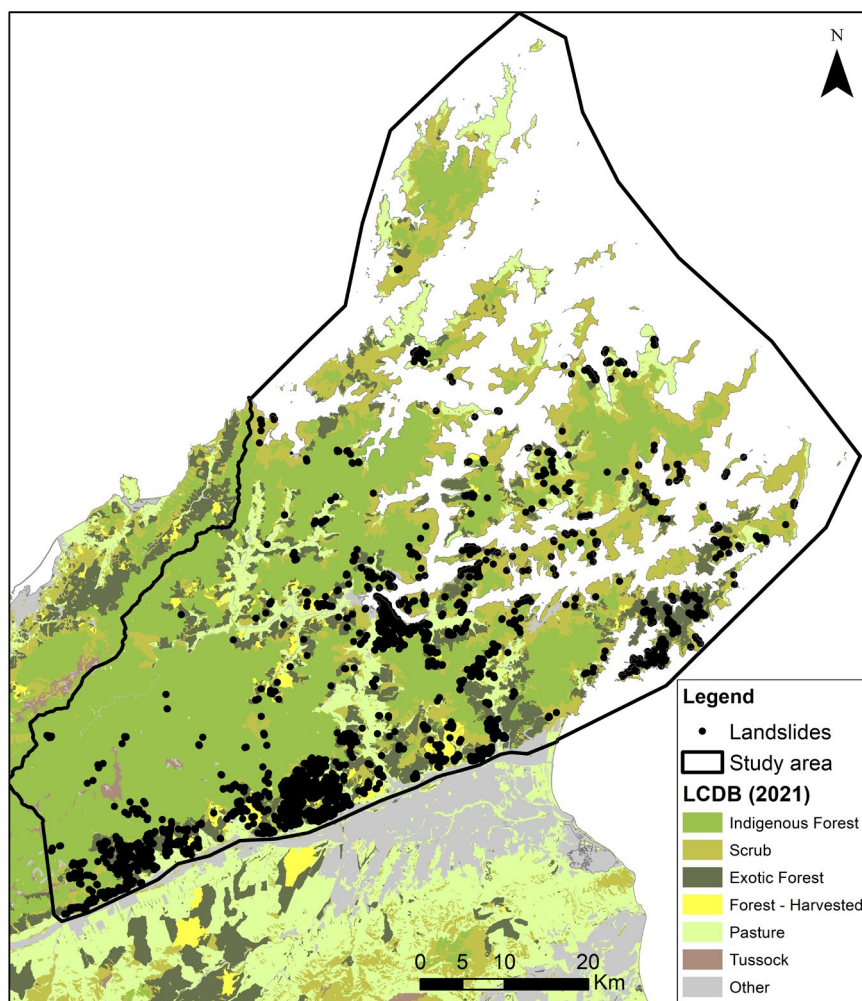 N
Legend
Landslides
Study area
LCDB (2021)
Indigenous Forest
Scrub
Exotic Forest
Forest - Harvested
Pasture
Tussock
Other
0 5 10 20
Km